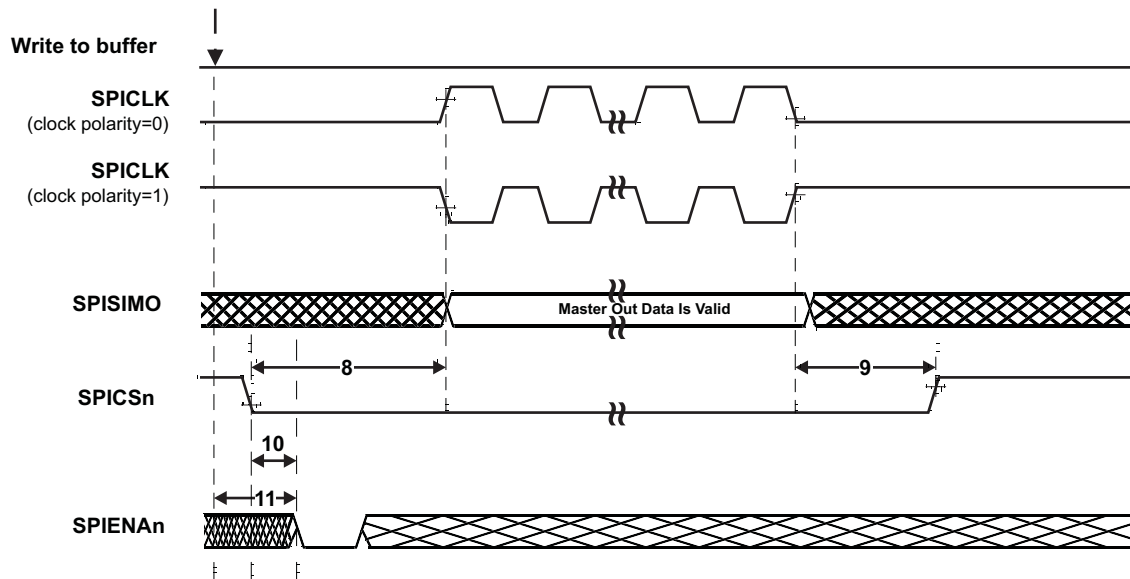 Write to buffer
SPICLK
(clock polarity=0)
SPICLK
(clock polarity=1)
SPISIMO
Master Out Data Is Valid
8
9
SPICSn
10
11
SPIENAn